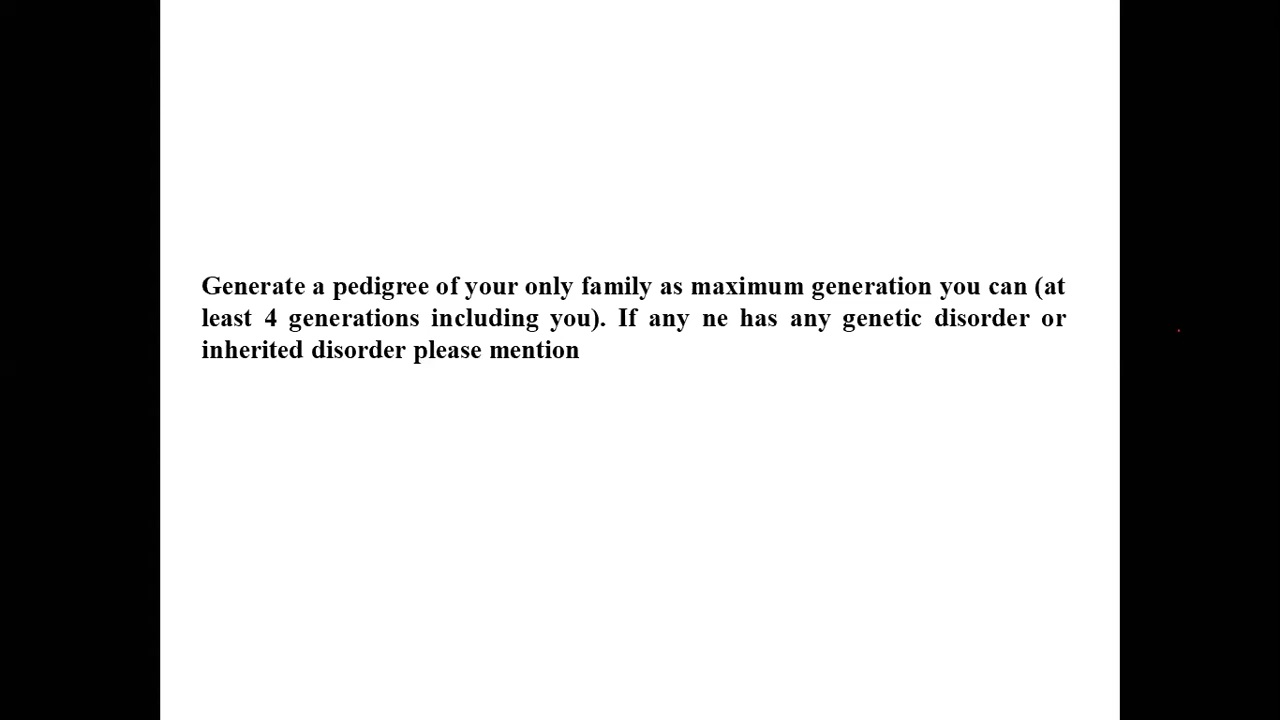 Generate a pedigree of your only family as maximum generation you can (at
least 4 generations including you). If any ne has any genetic disorder or
inherited disorder please mention